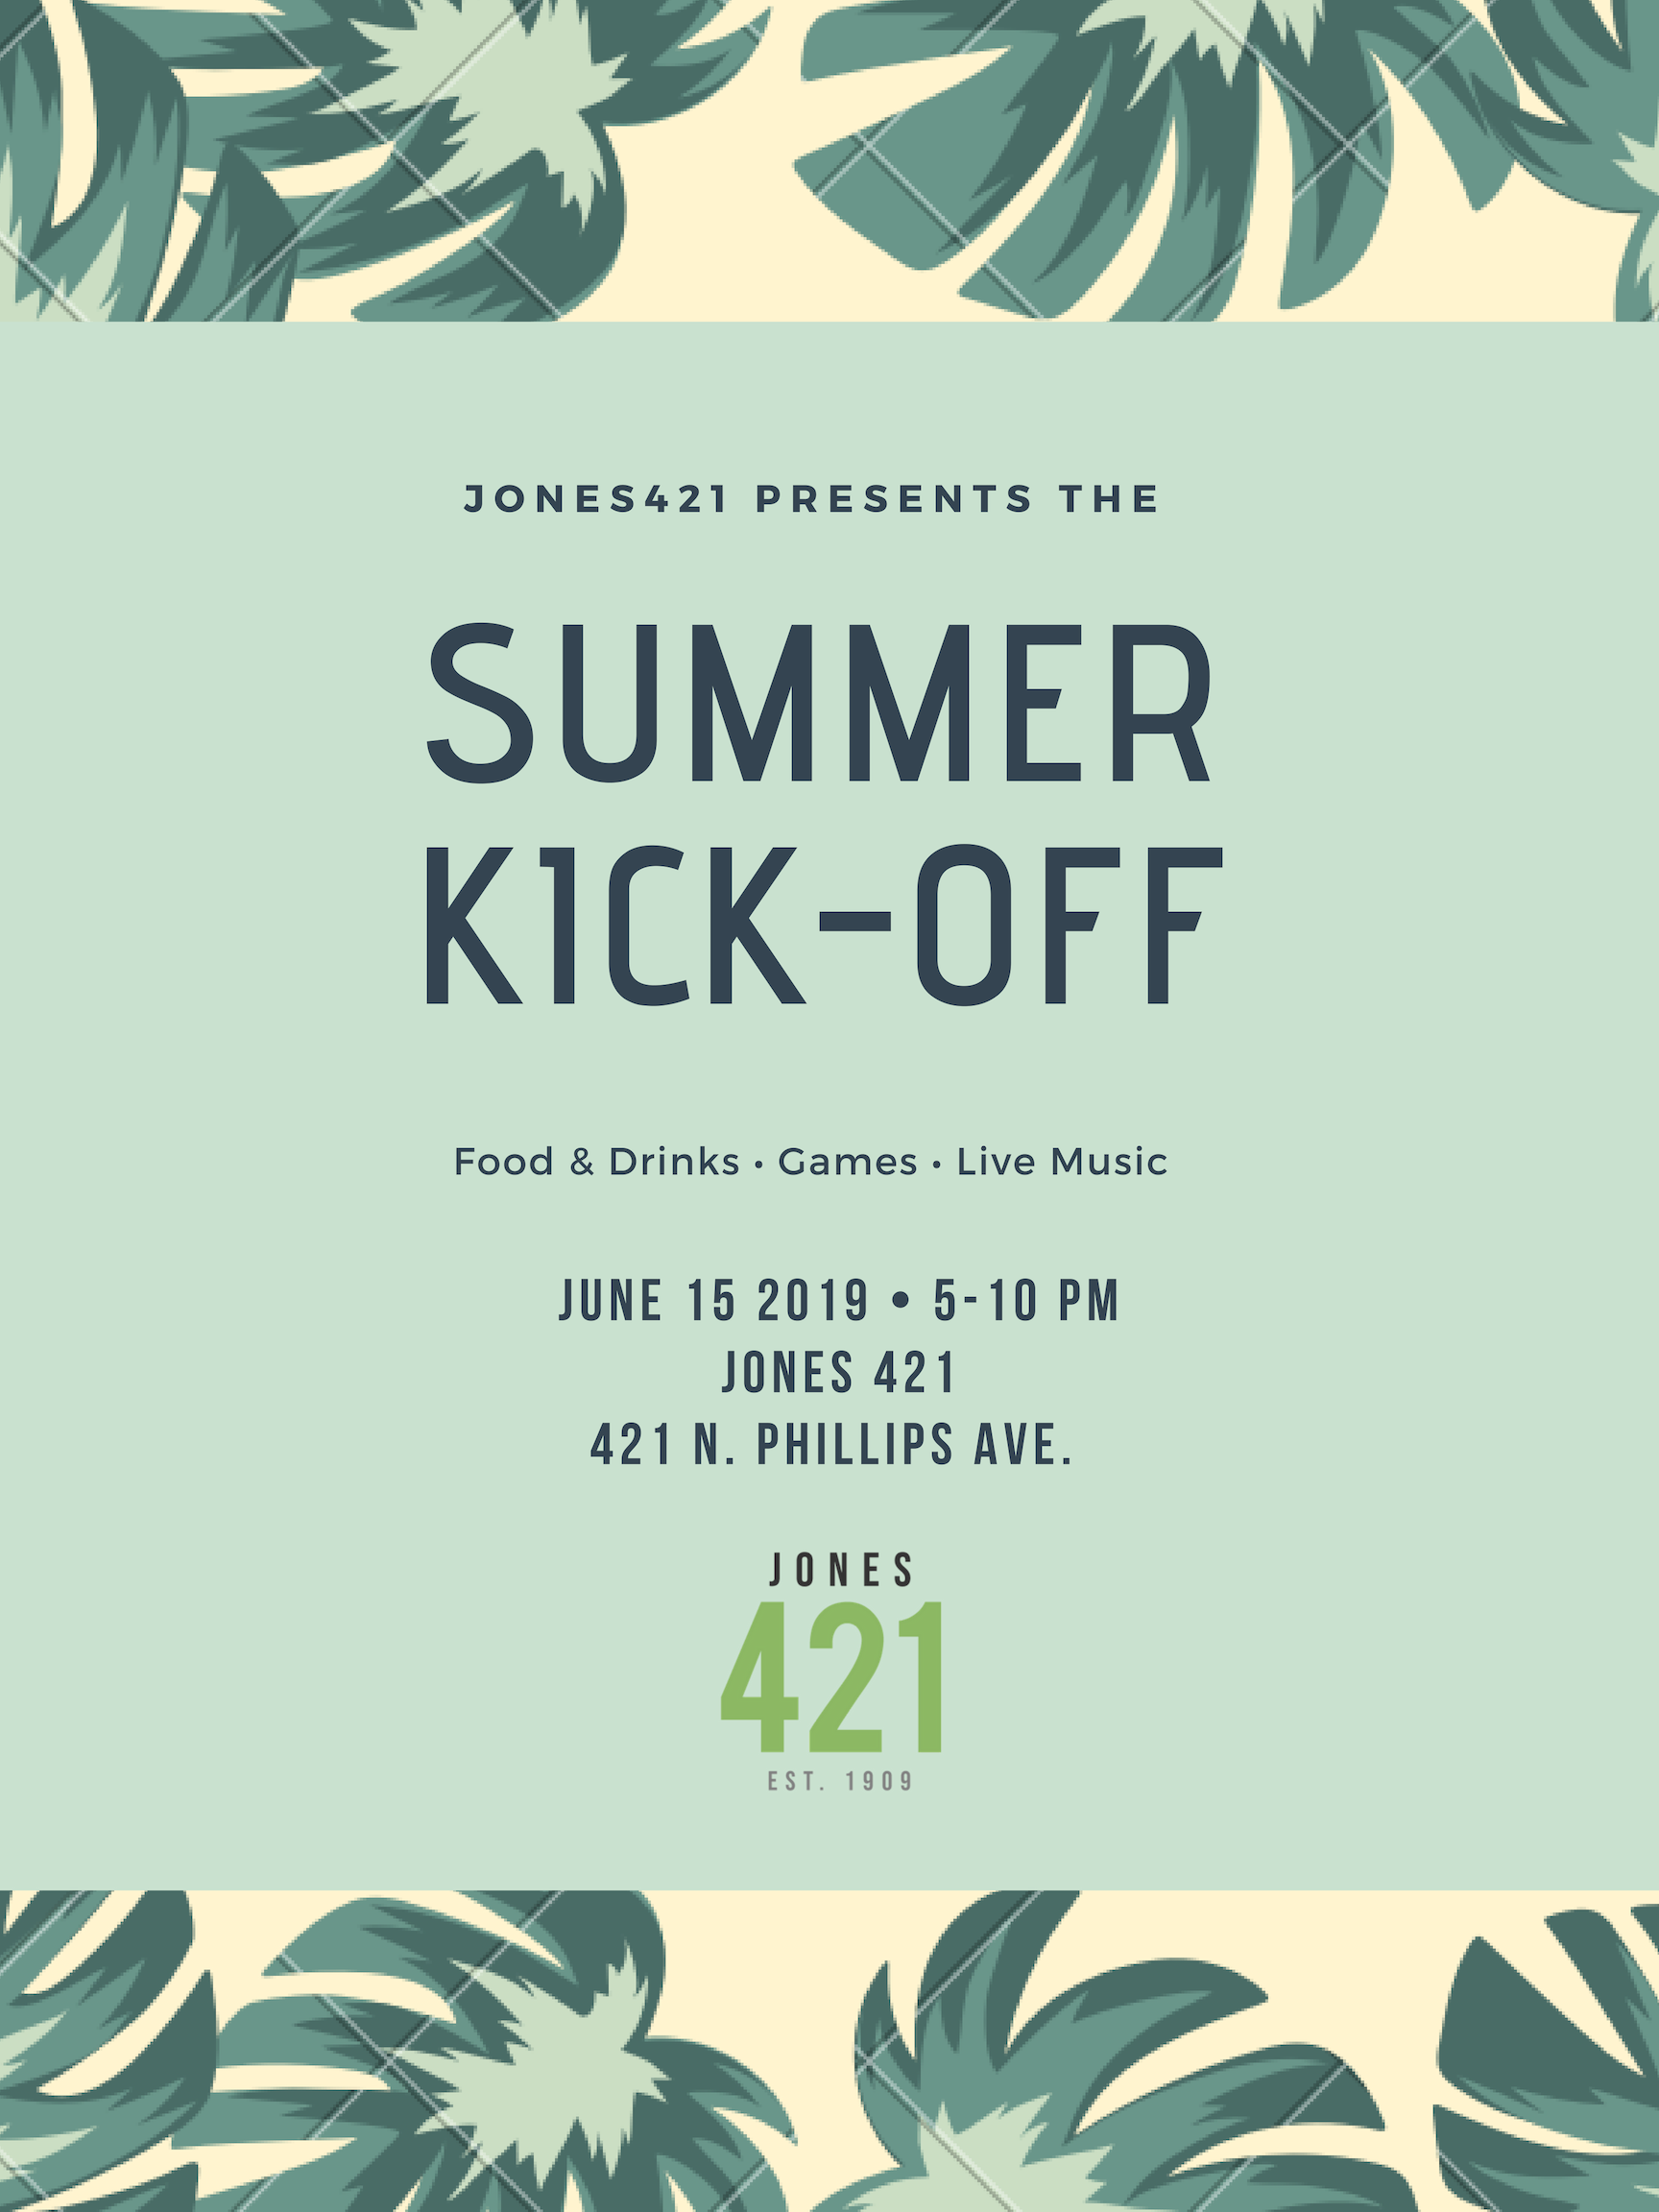 JONES421 PRESENTS THE
SUMMER
KICK-OFF
Food & Drinks • Games • Live Music
JUNE 15 2019 • 5-10 PM
JONES 421
421 N. PHILLIPS AVE.
JONES
421
EST. 1909